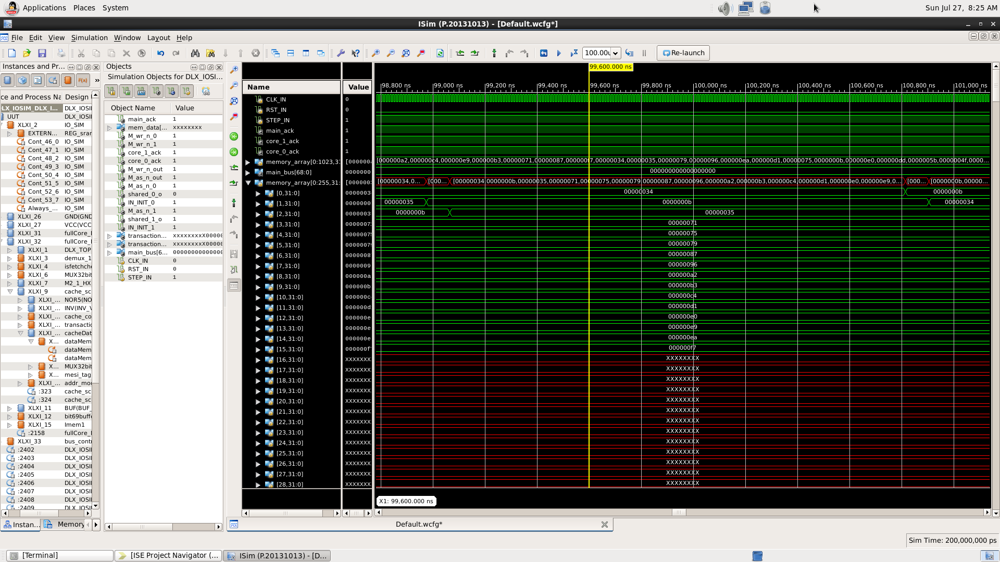 Applications Places System
Sun Jul 27, 8:25 AM
ISim (P.20131013) - [Default.wcfg*]
File Edit View Simulation Window Layout Help
100.00u
Re-launch
Instances and Pr...
Objects
Simulation Objects for DLX_IOSI...
ce and Process Na Design
LX_IOSIM_DLX_I... DLX_IOSI
UUT DLX_IOSI
XLXI_2 IO_SIM
EXTERN... REG_sran
Cont_46_0 IO_SIM
Cont_47_1 IO_SIM
Cont_48_2 IO_SIM
Cont_49_3 IO_SIM
Cont_50_4 IO_SIM
Cont_51_5 IO_SIM
Cont_52_6 IO_SIM
Cont_53_7 IO_SIM
Always_... IO_SIM
XLXI_26 GND(GND
XLXI_27 VCC(VCC
XLXI_31 fullCore_
XLXI_32 fullCore_
XLXI_1 DLX_TOP
XLXI_3 demux_1
XLXI_4 isfetchche
XLXI_6 MUX32bit
XLXI_7 M2_1_HX
XLXI_9 cache_sc
XLXI_... NOR5(NO
XLXI_... INV(INV_V
XLXI_... cache_co
XLXI_... transactio
XLXI_... cacheDat
X... dataMem
dataMem
dataMem
X... MUX32bit
X... mesi_tag
XLXI_... addr_mod
:323 cache_sc
:324 cache_sc
XLXI_11 BUF(BUF_
XLXI_12 bit69buffe
XLXI_15 Imem1
:2158 fullCore_
XLXI_33 bus_contr
:2402 DLX_IOSI
:2403 DLX_IOSI
:2404 DLX_IOSI
:2405 DLX_IOSI
:2406 DLX_IOSI
:2407 DLX_IOSI
:2408 DLX_IOSI
:2409 DLX_IOSI
Instan... Memory
Object Name Value
main_ack 1
mem_data[... xxxxxxxx
M_wr_n_0 1
M_wr_n_1 1
core_1_ack 1
core_0_ack 1
M_wr_n_out 1
M_as_n_out 1
M_as_n_0 1
shared_0_o 0
IN_INIT_0 1
M_as_n_1 1
shared_1_o 1
IN_INIT_1 1
transaction... xxxxxxxxX0000
transaction... xxxxxxxxX0000
main_bus[6... 0000000000000
CLK_IN 0
RST_IN 0
STEP_IN 1
Name Value
CLK_IN 0
RST_IN 0
STEP_IN 1
main_ack 1
core_1_ack 1
core_0_ack 1
memory_array[0:1023,31 [000000
main_bus[68:0] 0000000
memory_array[0:255,31: [000000
[0,31:0] 0000003
[1,31:0] 0000000
[2,31:0] 0000003
[3,31:0] 0000007
[4,31:0] 0000007
[5,31:0] 0000007
[6,31:0] 0000008
[7,31:0] 0000009
[8,31:0] 000000a
[9,31:0] 000000b
[10,31:0] 000000c
[11,31:0] 000000d
[12,31:0] 000000e
[13,31:0] 000000e
[14,31:0] 000000e
[15,31:0] 000000f
[16,31:0] XXXXXXX
[17,31:0] XXXXXXX
[18,31:0] XXXXXXX
[19,31:0] XXXXXXX
[20,31:0] XXXXXXX
[21,31:0] XXXXXXX
[22,31:0] XXXXXXX
[23,31:0] XXXXXXX
[24,31:0] XXXXXXX
[25,31:0] XXXXXXX
[26,31:0] XXXXXXX
[27,31:0] XXXXXXX
[28,31:0] XXXXXXX
99,600.000 ns
98,800 ns 99,000 ns 99,200 ns 99,400 ns 99,600 ns 99,800 ns 100,000 ns 100,200 ns 100,400 ns 100,600 ns 100,800 ns 101,000 ns
[000000a2,000000c4,000000e9,000000b3,00000071,00000087,000000f7,00000034,00000035,00000079,00000096,000000ea,000000d1,00000075,0000000b,000000e0,000000dd,0000005b,0000004f,0000...
0000000000000000
[00000034,0... [000... [00000034,0000000b,00000035,00000071,00000075,00000079,00000087,00000096,000000a2,000000b3,000000c4,000000d1,000000e0,000000e9,0... [000... [0000000b,00000...
00000034 0000000b
00000035 0000000b 00000034
0000000b 00000035
00000071
00000075
00000079
00000087
00000096
000000a2
000000b3
000000c4
000000d1
000000e0
000000e9
000000ea
000000f7
XXXXXXXX
XXXXXXXX
XXXXXXXX
XXXXXXXX
XXXXXXXX
XXXXXXXX
XXXXXXXX
XXXXXXXX
XXXXXXXX
XXXXXXXX
XXXXXXXX
XXXXXXXX
XXXXXXXX
X1: 99,600.000 ns
Default.wcfg*
Sim Time: 200,000,000 ps
[Terminal]
[ISE Project Navigator (...
ISim (P.20131013) - [D...